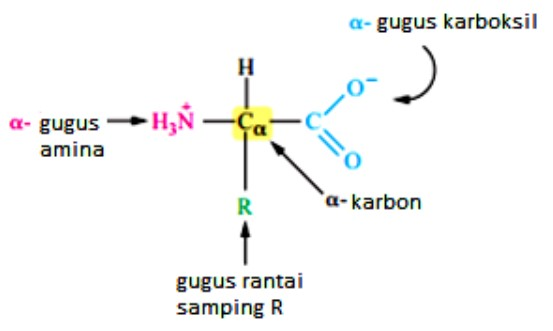 α- gugus karboksil
H
O⁻
α- gugus
amina
H₃N⁺
Cα
C
O
α-karbon
R
gugus rantai
samping R